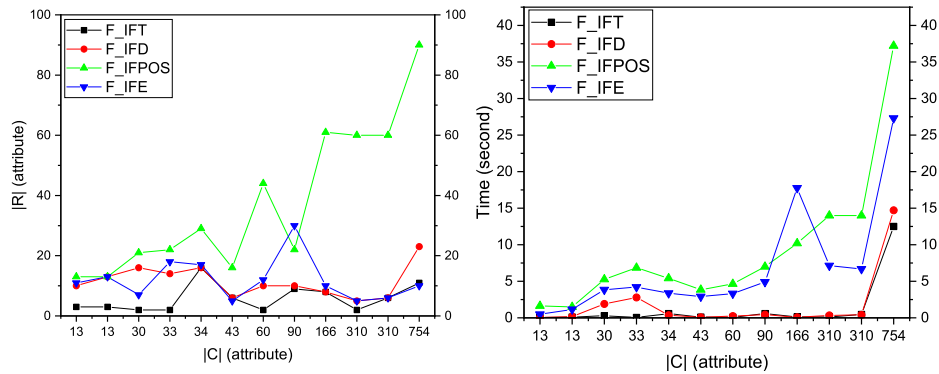 F_IFT
F_IFD
F_IFPOS
F_IFE
|R| (attribute)
100
80
60
40
20
0
100
80
60
40
20
0
13 13 30 33 34 43 60 90 166 310 310 754
|C| (attribute)
F_IFT
F_IFD
F_IFPOS
F_IFE
Time (second)
40
35
30
25
20
15
10
5
0
40
35
30
25
20
15
10
5
0
13 13 30 33 34 43 60 90 166 310 310 754
|C| (attribute)